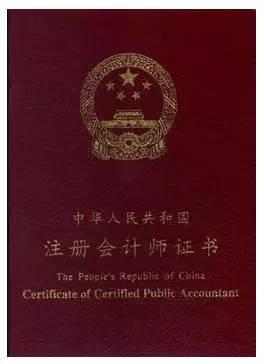 中华人民共和国
注册会计师证书
The People's Republic of China
Certificate of Certified Public Accountant